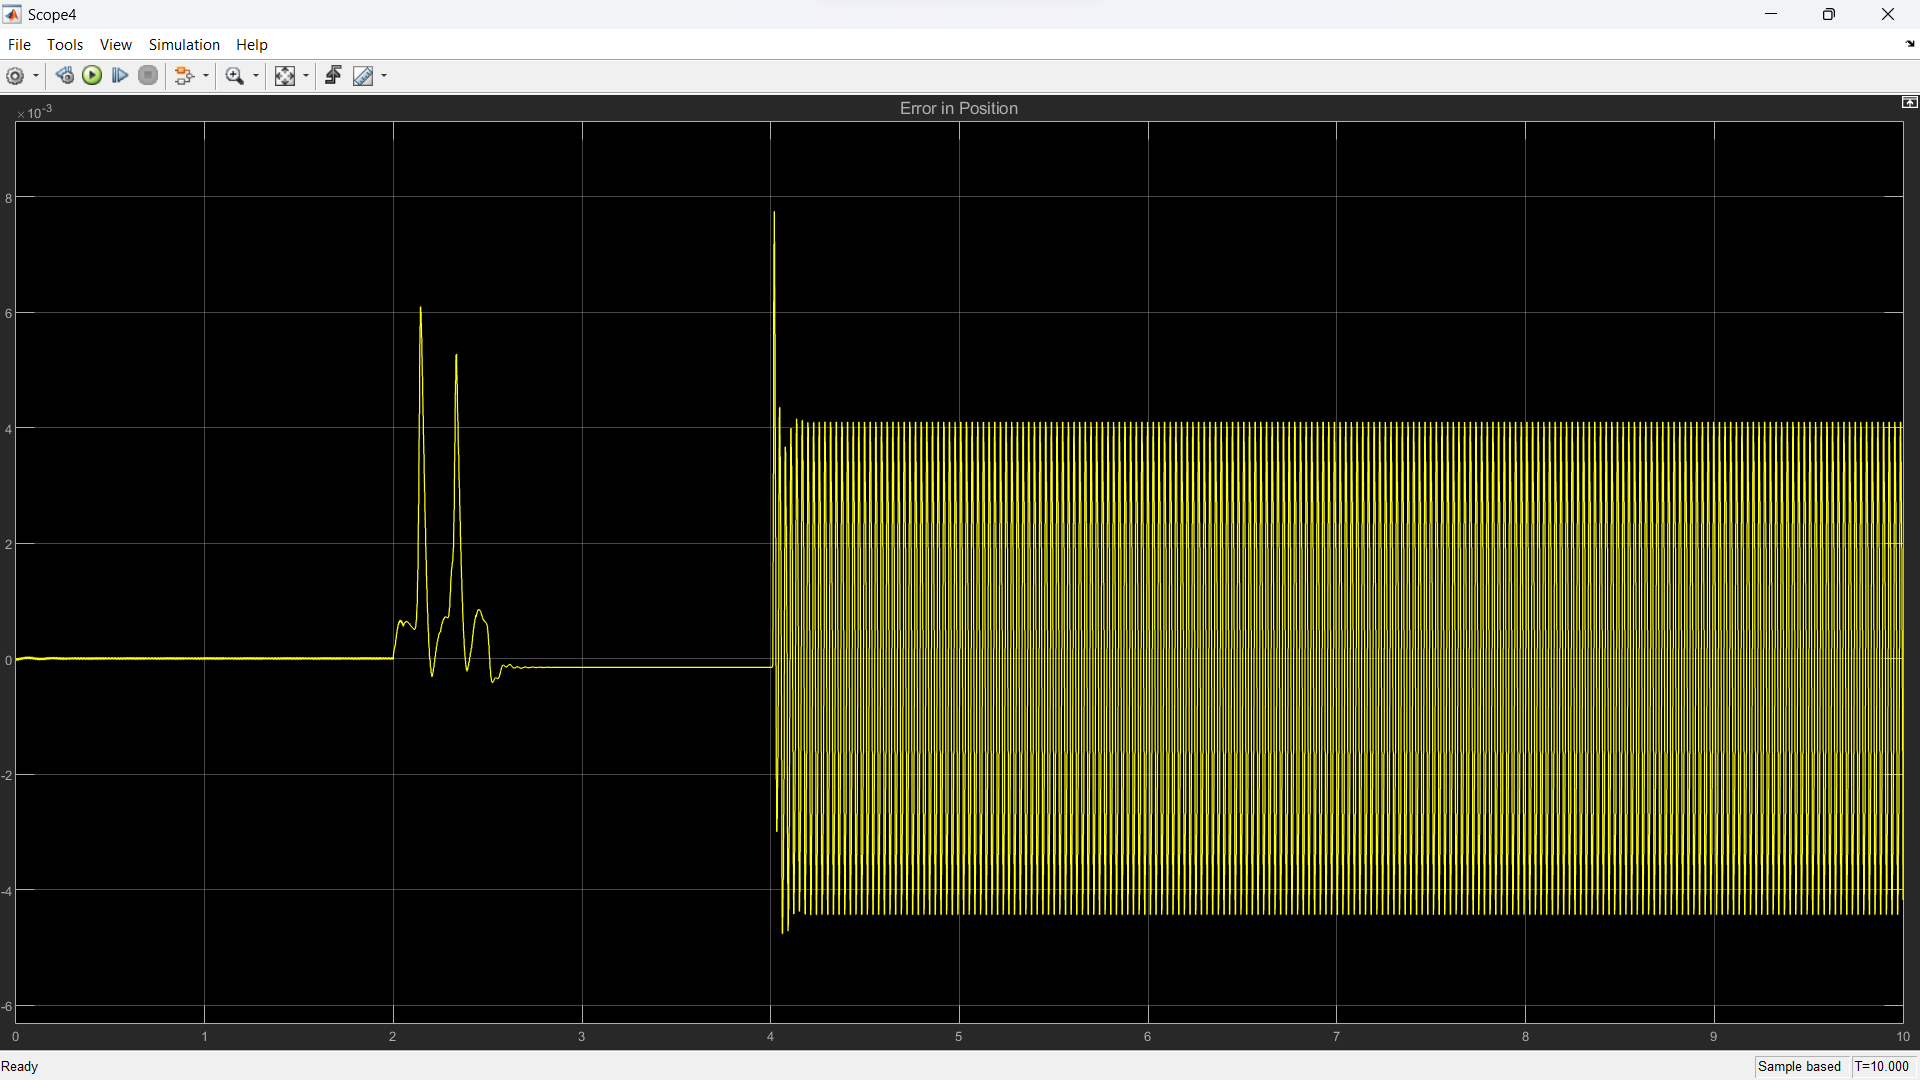 Scope4
File Tools View Simulation Help
×10-3
Error in Position
8
6
4
2
0
-2
-4
-6
0 1 2 3 4 5 6 7 8 9 10
Ready
Sample based T=10.000